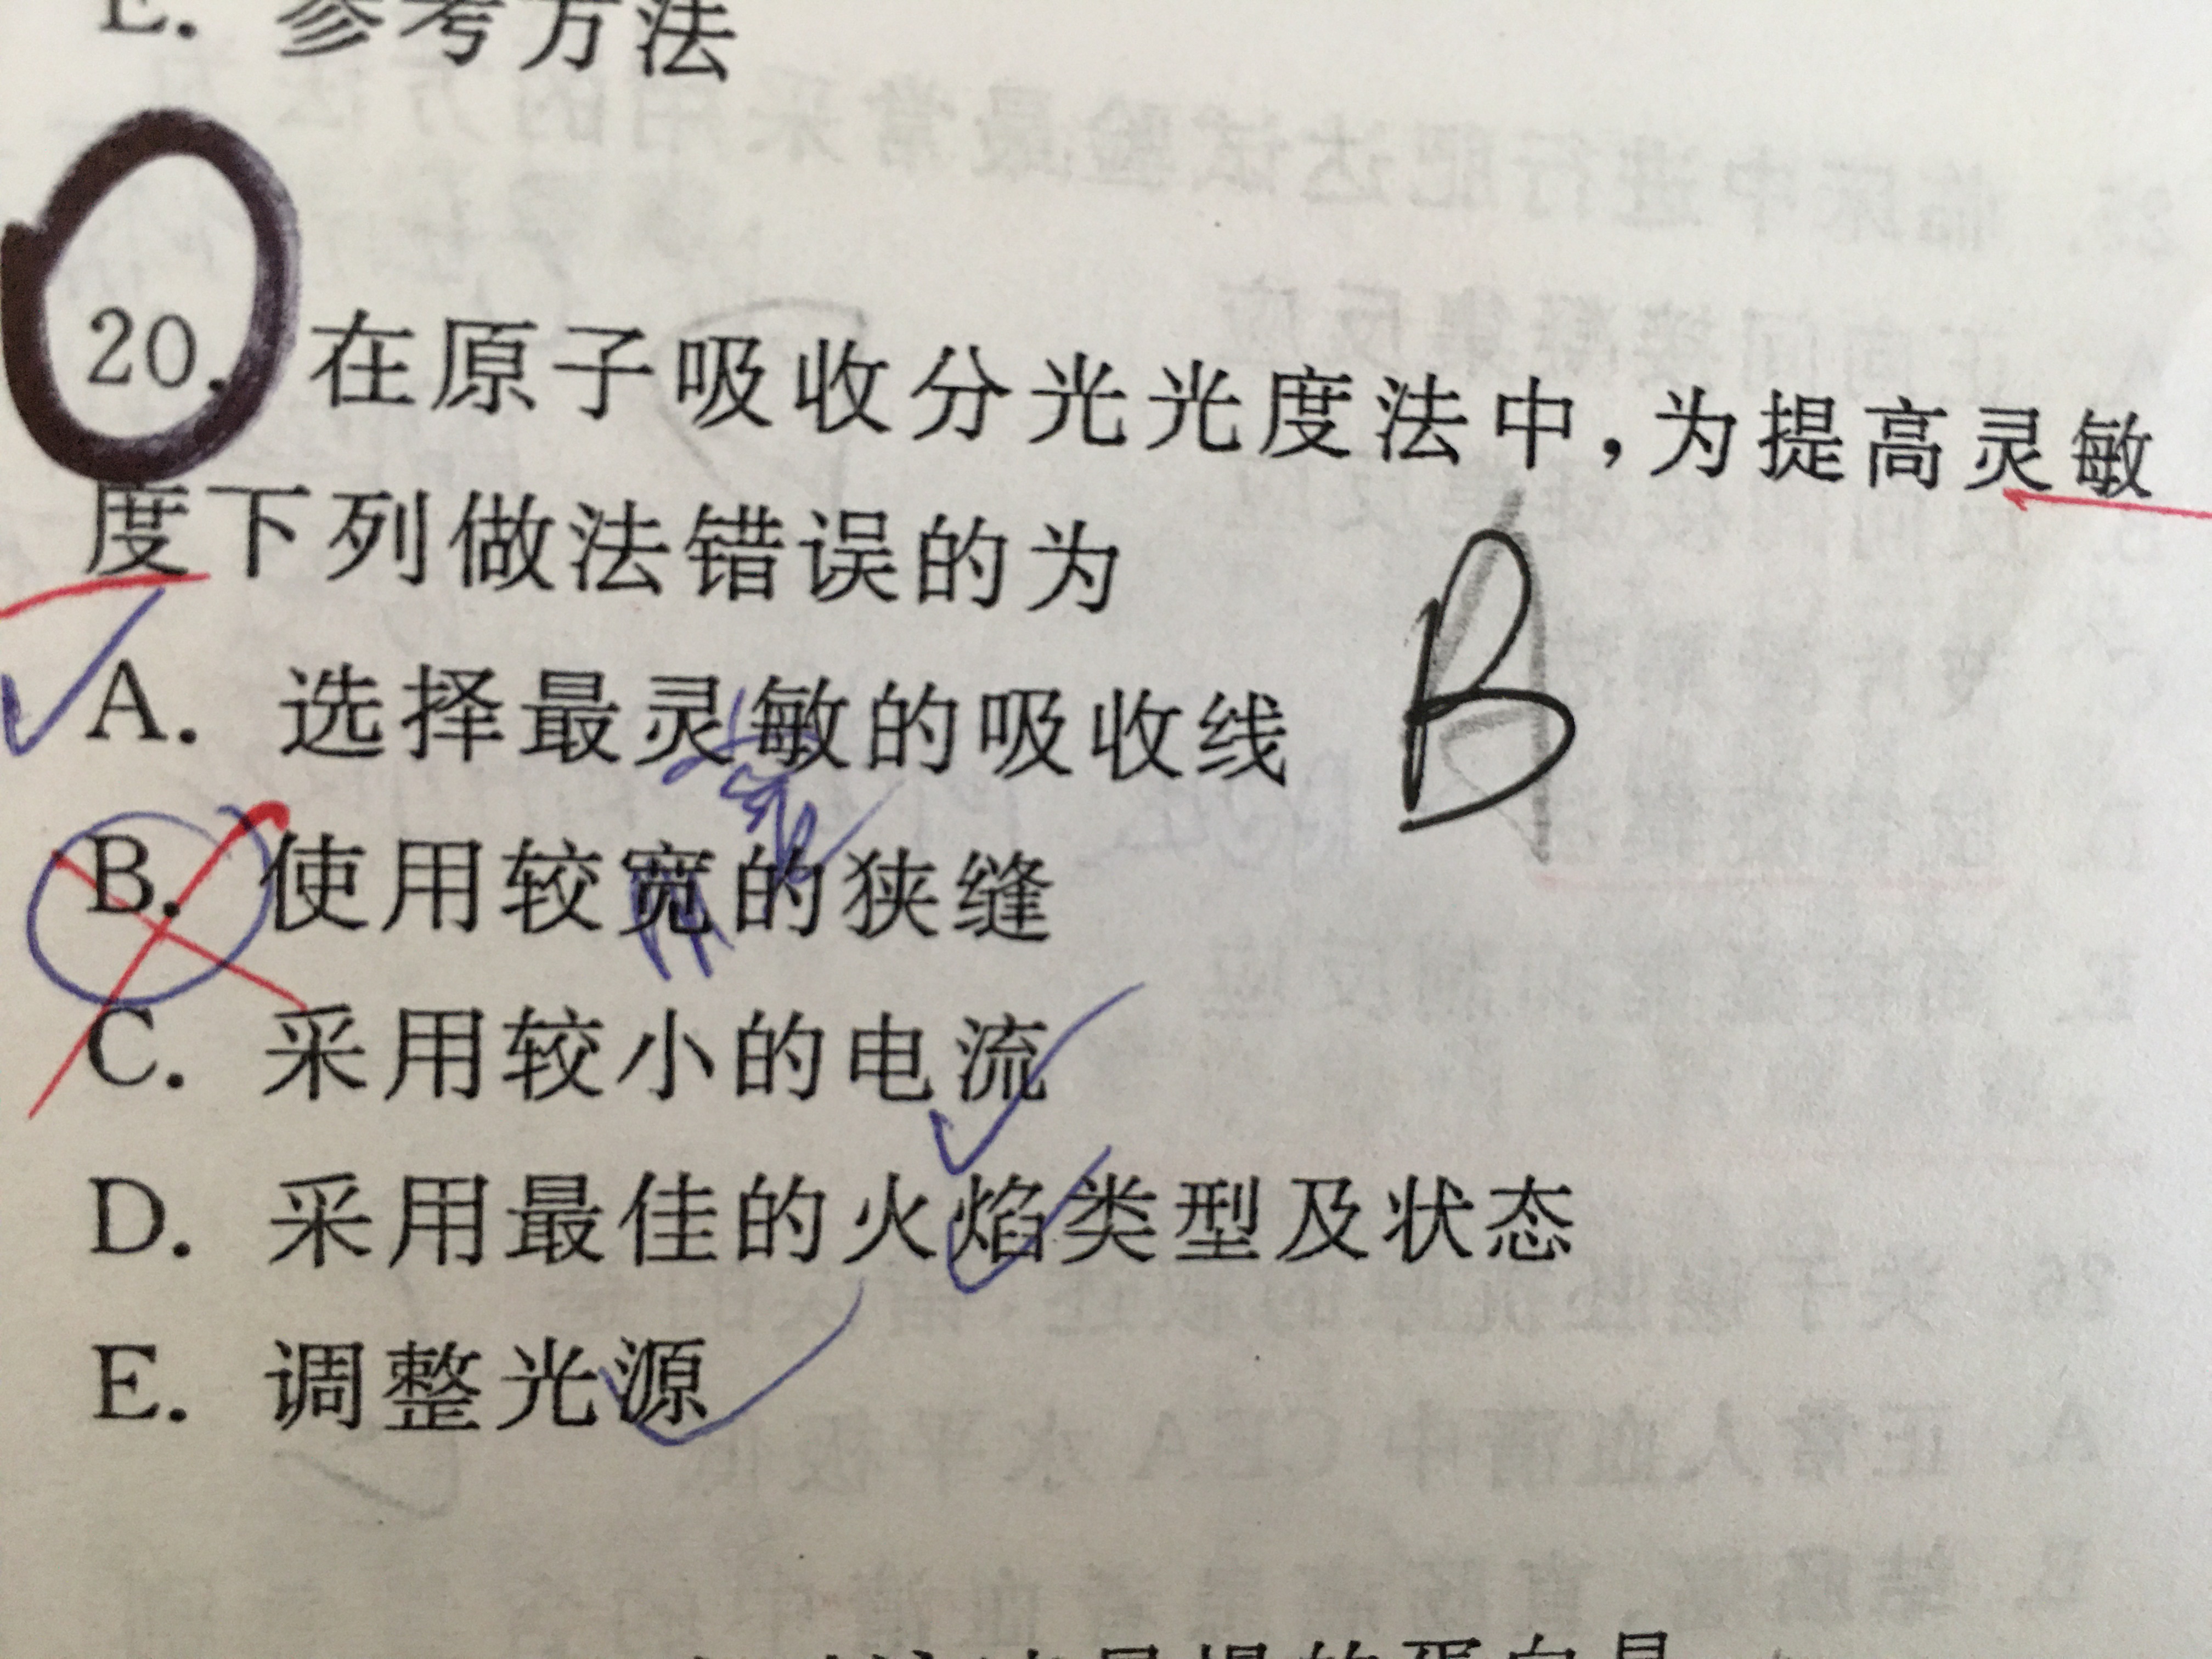 E. 参考方法
20. 在原子吸收分光光度法中,为提高灵敏
度下列做法错误的为
A. 选择最灵敏的吸收线
B
B. 使用较宽的狭缝
C. 采用较小的电流
D. 采用最佳的火焰类型及状态
E. 调整光源